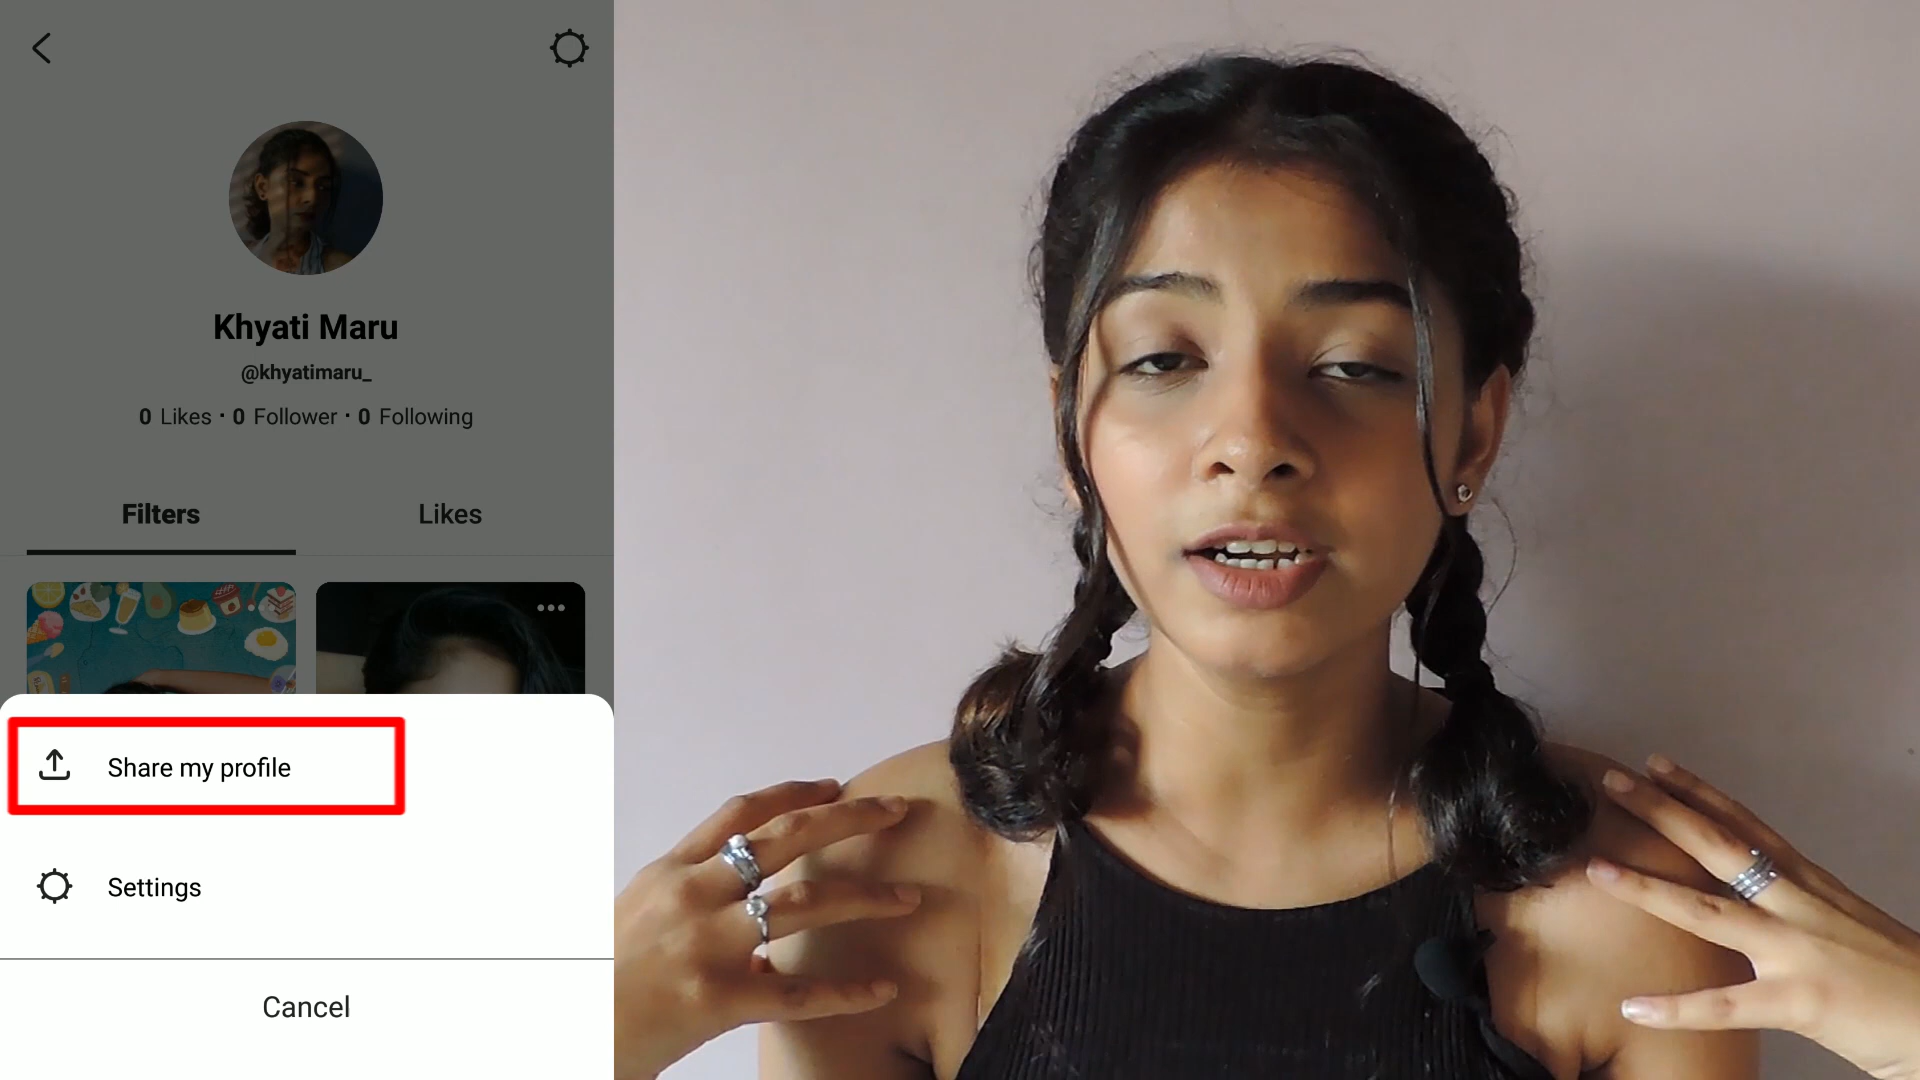 Khyati Maru
@khyatimaru_
0 Likes · 0 Follower · 0 Following
Filters
Likes
Share my profile
Settings
Cancel